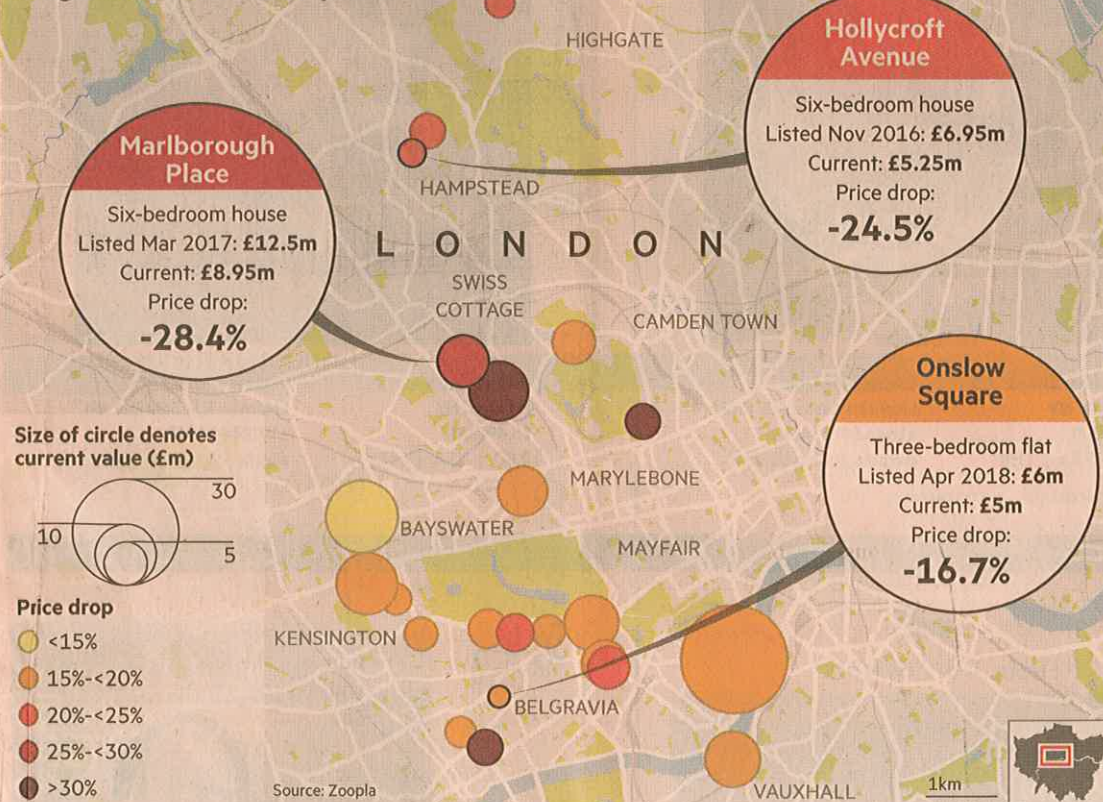 HIGHGATE
Hollycroft
Avenue
Six-bedroom house
Listed Nov 2016: £6.95m
Current: £5.25m
Price drop:
-24.5%
Marlborough
Place
Six-bedroom house
Listed Mar 2017: £12.5m
Current: £8.95m
Price drop:
-28.4%
HAMPSTEAD
LONDON
SWISS
COTTAGE
CAMDEN TOWN
Onslow
Square
Three-bedroom flat
Listed Apr 2018: £6m
Current: £5m
Price drop:
-16.7%
Size of circle denotes
current value (£m)
30
10
5
MARYLEBONE
BAYSWATER
MAYFAIR
KENSINGTON
BELGRAVIA
VAUXHALL
Price drop
<15%
15%-<20%
20%-<25%
25%-<30%
>30%
Source: Zoopla
1km